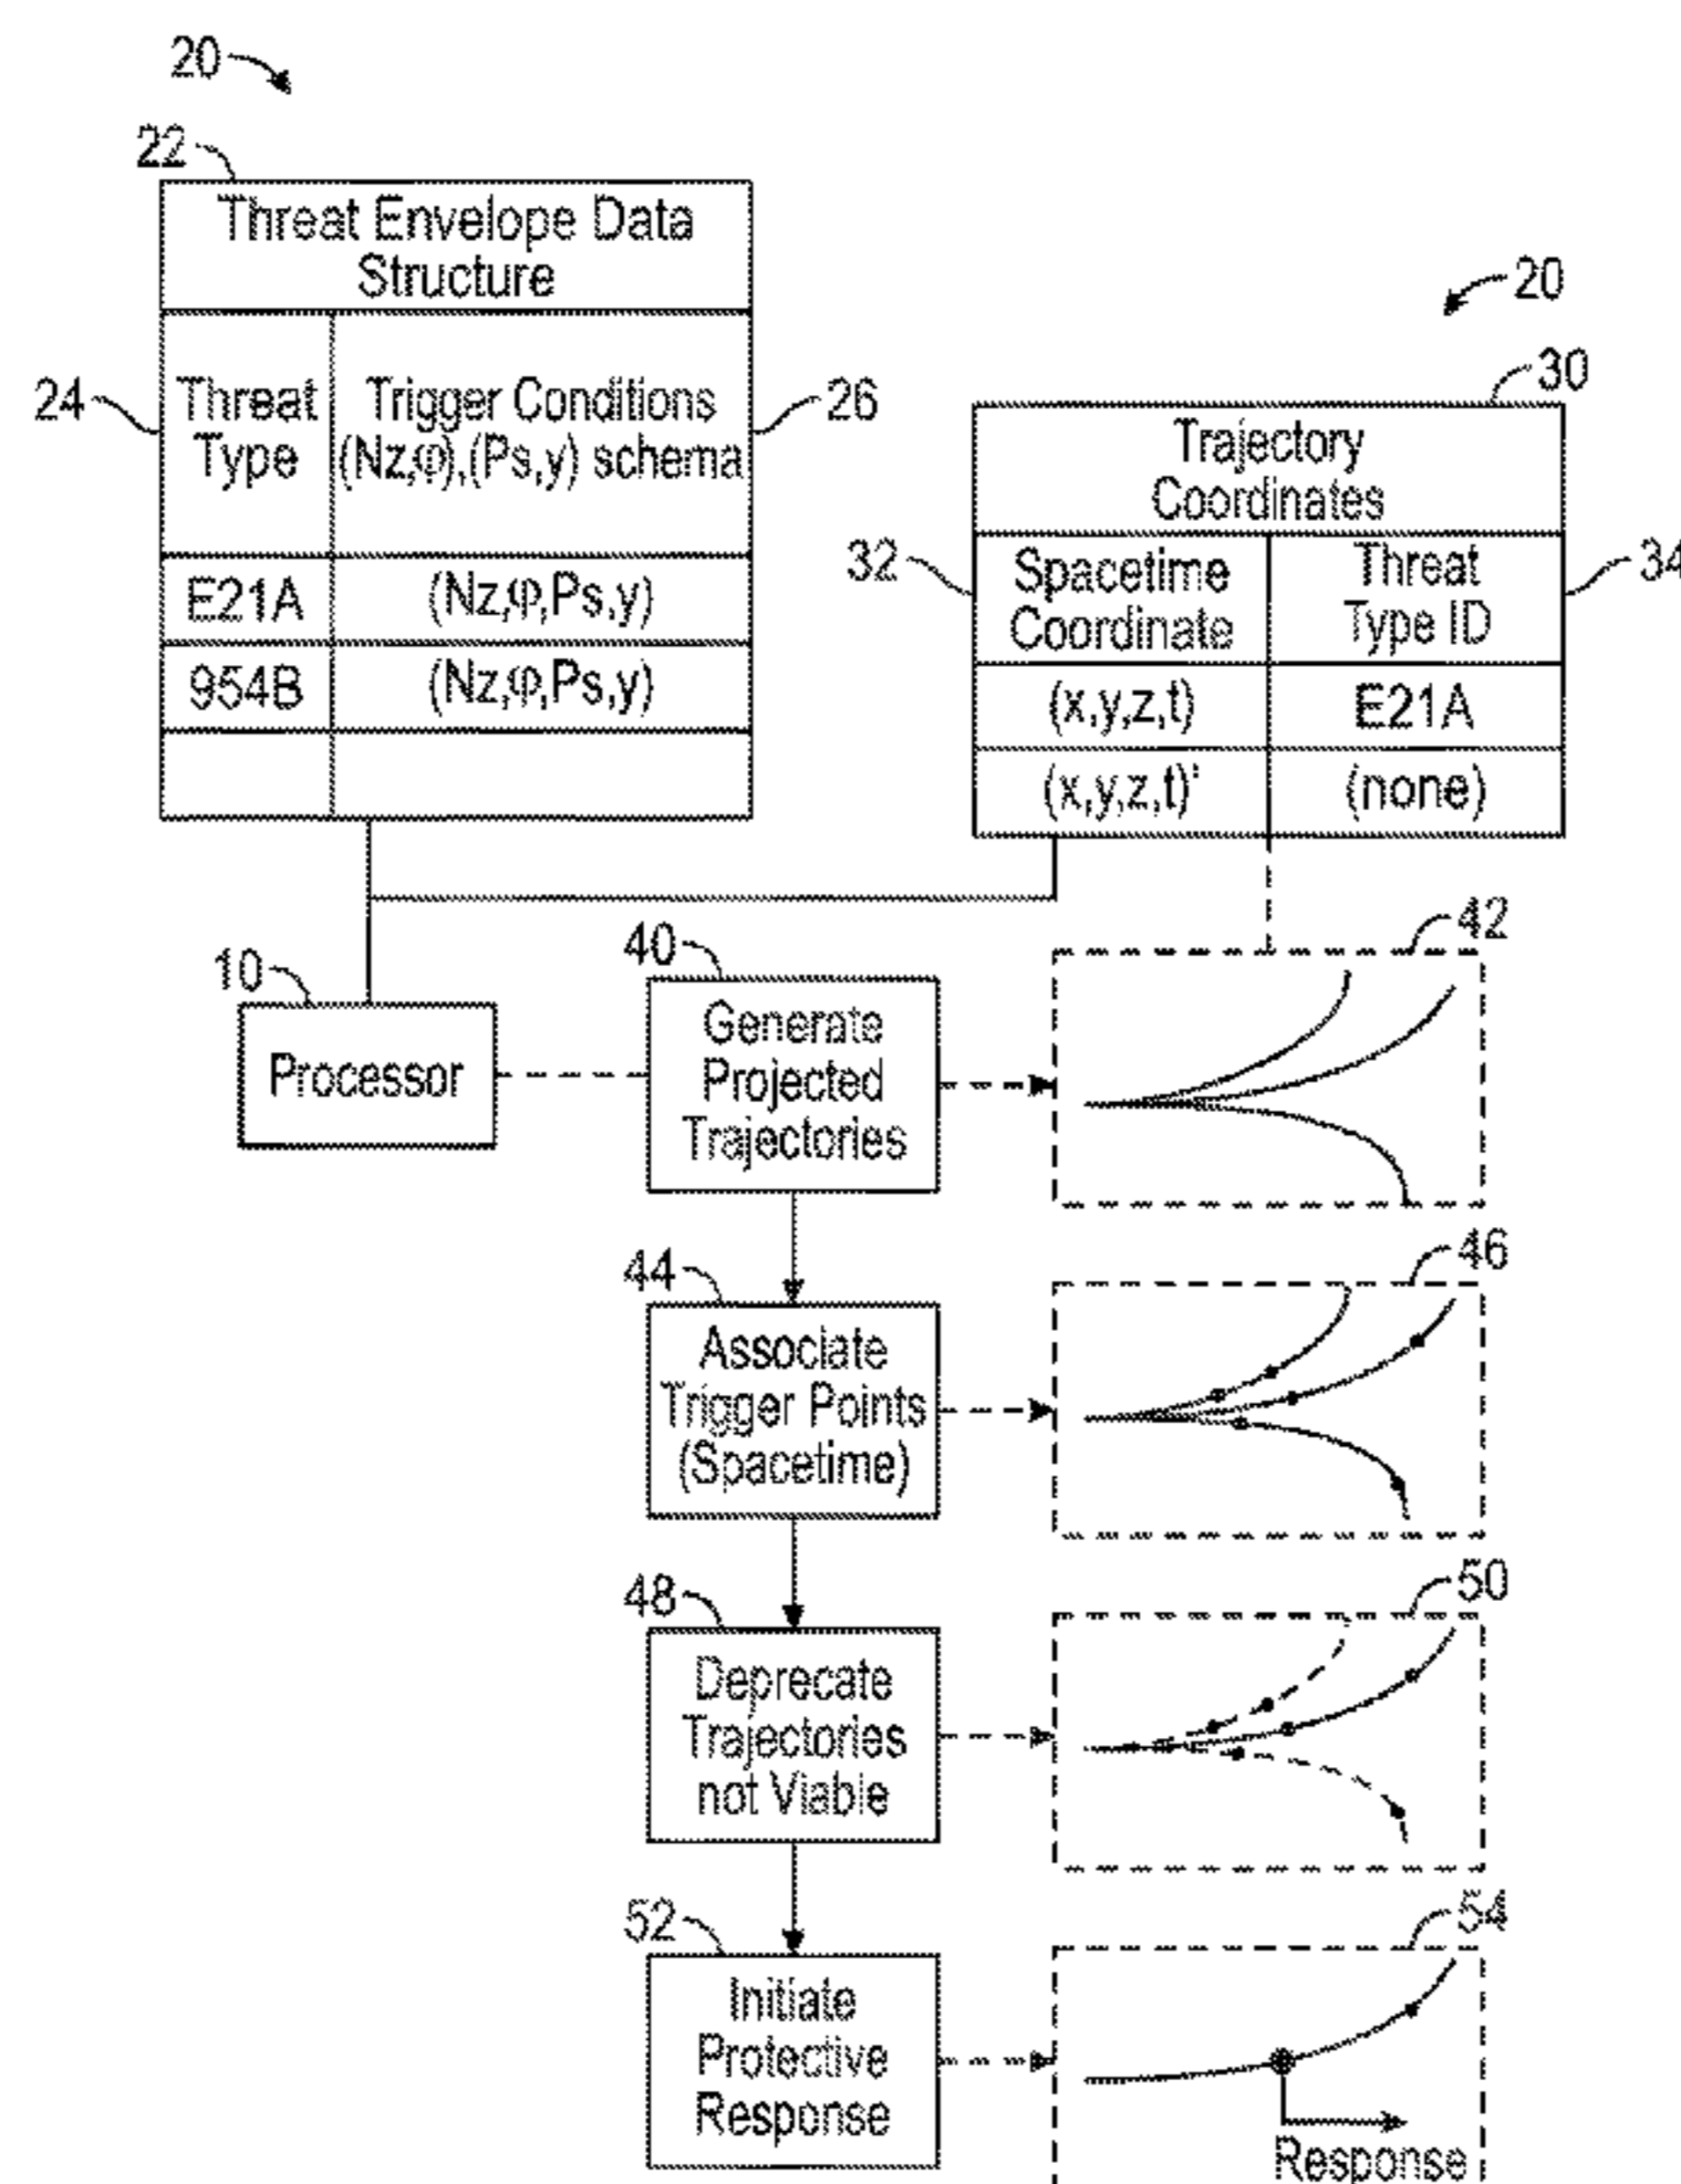 20
22
Threat Envelope Data
Structure
24
Threat
Type
Trigger Conditions
(Nz,φ),(Ps,y) schema
26
E21A
(Nz,φ,Ps,y)
954B
(Nz,φ,Ps,y)
20
30
Trajectory
Coordinates
32
Spacetime
Coordinate
Threat
Type ID
34
(x,y,z,t)
E21A
(x,y,z,t)'
(none)
10
Processor
40
Generate
Projected
Trajectories
42
44
Associate
Trigger Points
(Spacetime)
46
48
Deprecate
Trajectories
not Viable
50
52
Initiate
Protective
Response
54
Response